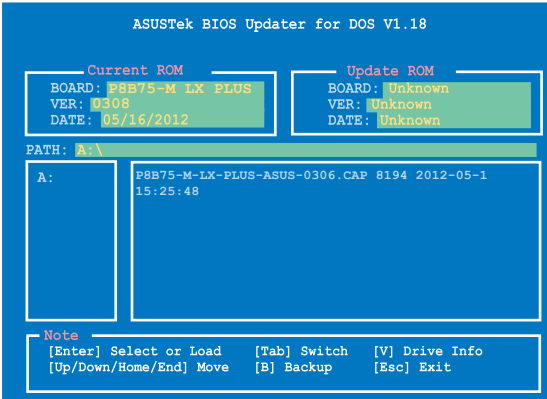 ASUSTek BIOS Updater for DOS V1.18
Current ROM
BOARD: P8B75-M LX PLUS
VER: 0308
DATE: 05/16/2012
Update ROM
BOARD: Unknown
VER: Unknown
DATE: Unknown
PATH: A:\
A:
P8B75-M-LX-PLUS-ASUS-0306.CAP 8194 2012-05-1
15:25:48
Note
[Enter] Select or Load [Tab] Switch [V] Drive Info
[Up/Down/Home/End] Move [B] Backup [Esc] Exit